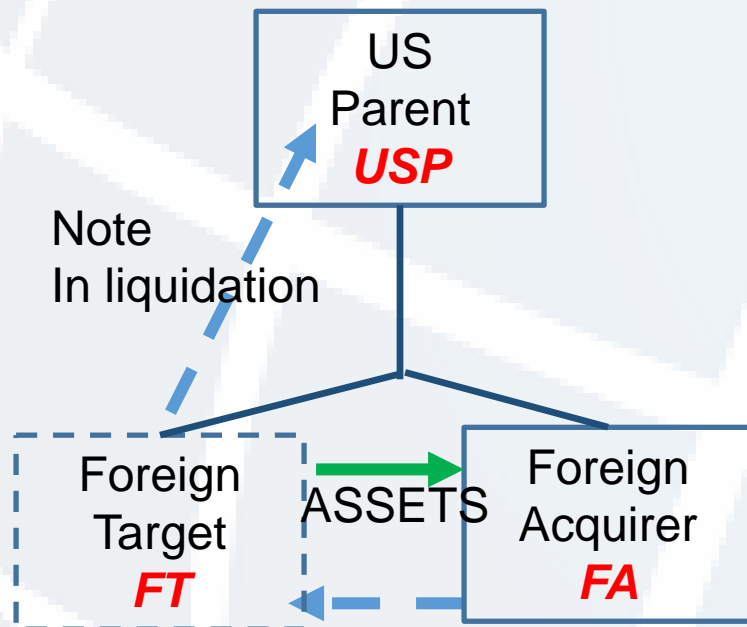 US
Parent
USP
Note
In liquidation
Foreign
Target
FT
ASSETS
Foreign
Acquirer
FA